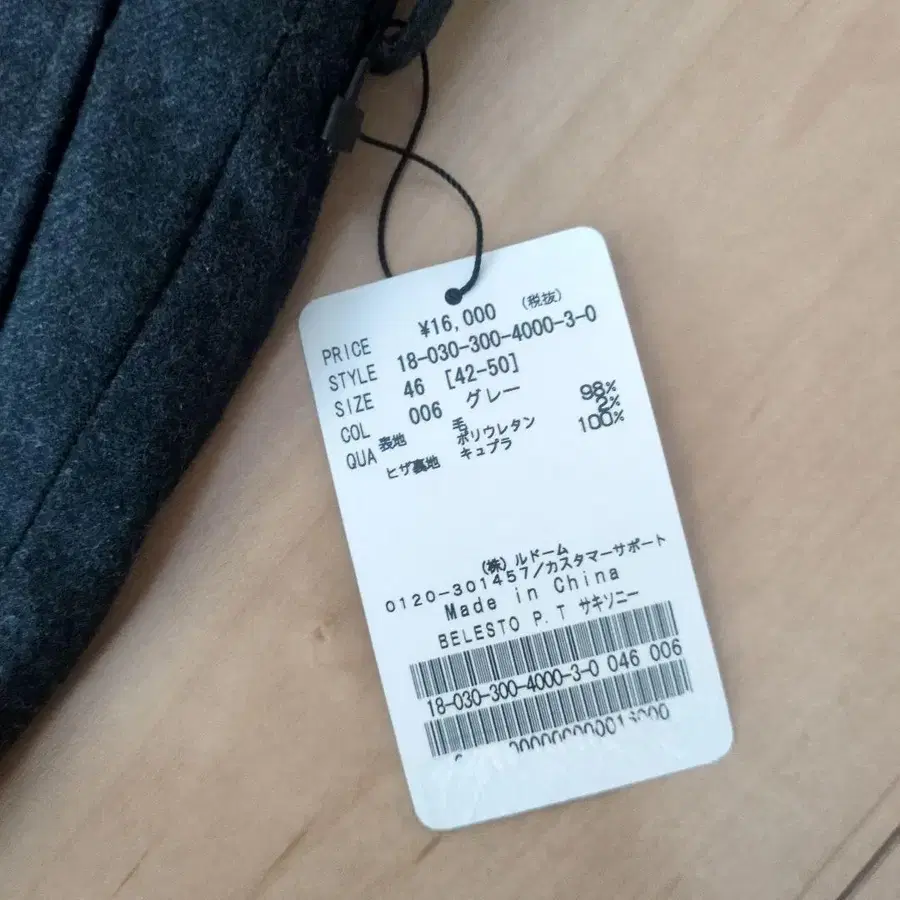 PRICE ¥16,000 (税抜)
STYLE 18-030-300-4000-3-0
SIZE 46 [42-50]
COL 006 グレー
QUA 表地 毛 98%
ポリウレタン 2%
ヒザ裏地 キュプラ 100%
(株) ルドーム
0120-301457/カスタマーサポート
Made in China
BELESTO P.T サキソニー
18-030-300-4000-3-0 046 006